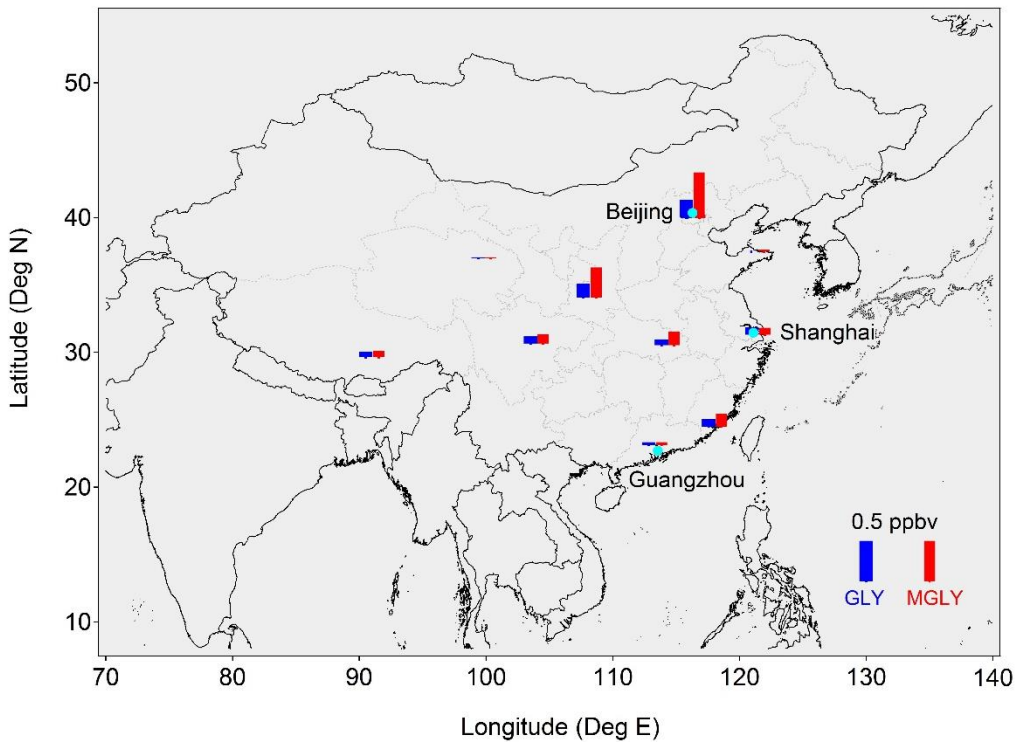 Latitude (Deg N)
50
40
30
20
10
Beijing
Shanghai
Guangzhou
0.5 ppbv
GLY MGLY
70 80 90 100 110 120 130 140
Longitude (Deg E)